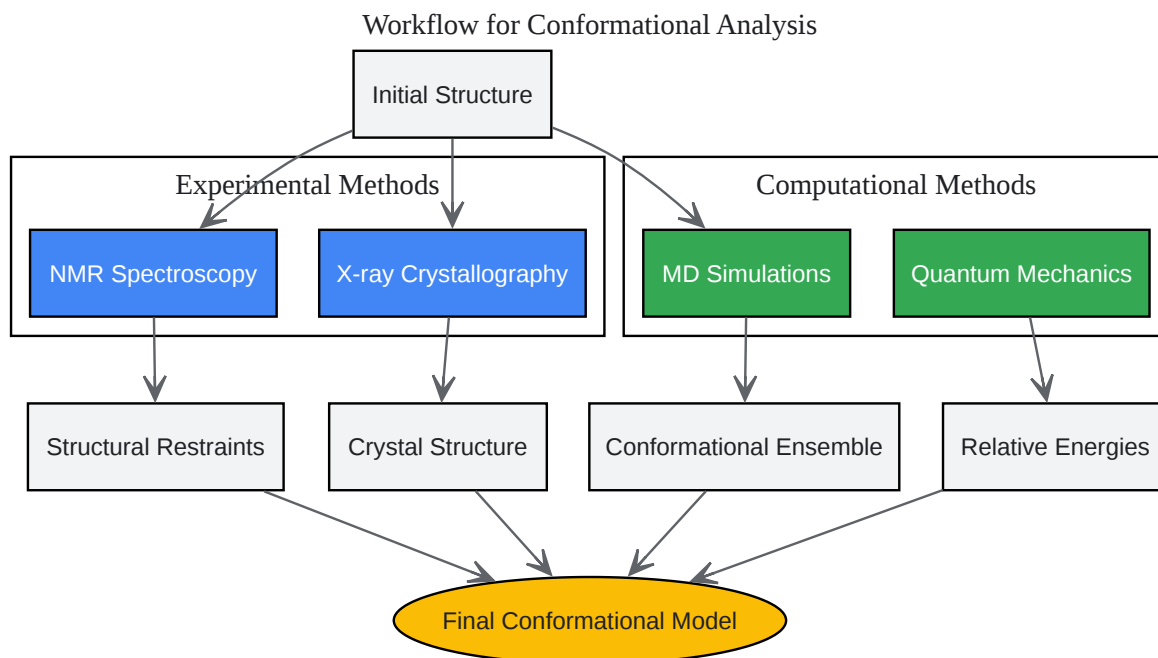 Workflow for Conformational Analysis
Initial Structure
Experimental Methods
Computational Methods
NMR Spectroscopy
X-ray Crystallography
MD Simulations
Quantum Mechanics
Structural Restraints
Crystal Structure
Conformational Ensemble
Relative Energies
Final Conformational Model